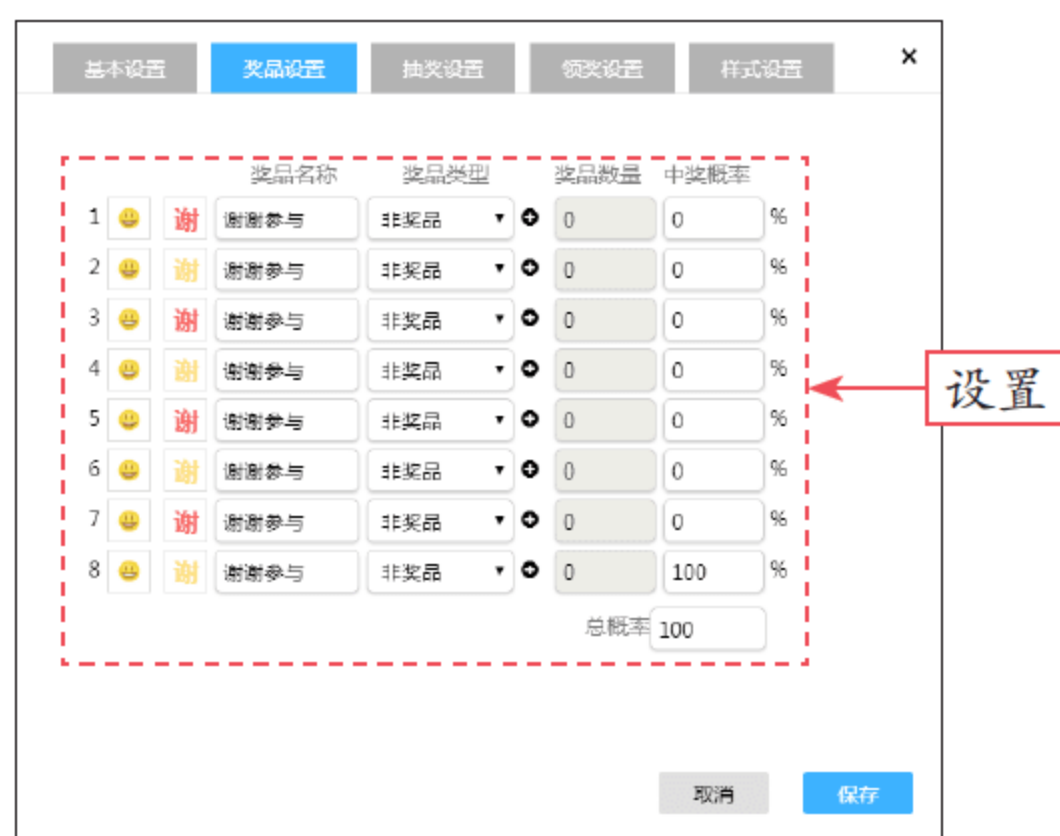 基本设置 奖品设置 抽奖设置 领奖设置 样式设置 ×
奖品名称 奖品类型 奖品数量 中奖概率
1 谢 谢谢参与 非奖品 0 0 %
2 谢 谢谢参与 非奖品 0 0 %
3 谢 谢谢参与 非奖品 0 0 %
4 谢 谢谢参与 非奖品 0 0 %
5 谢 谢谢参与 非奖品 0 0 %
6 谢 谢谢参与 非奖品 0 0 %
7 谢 谢谢参与 非奖品 0 0 %
8 谢 谢谢参与 非奖品 0 100 %
总概率 100
设置
取消 保存